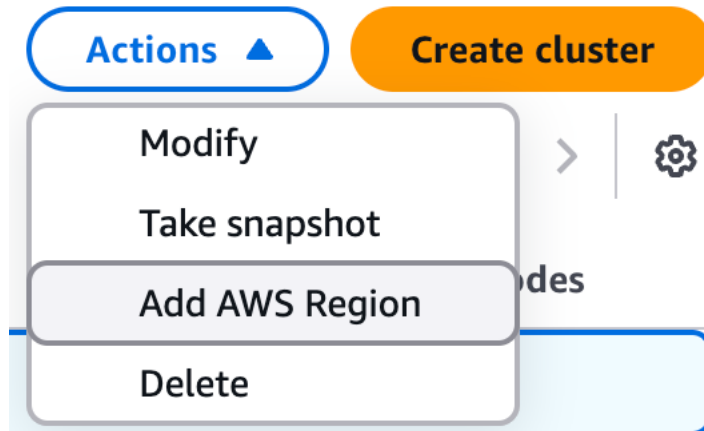 Actions
Create cluster
Modify
Take snapshot
Add AWS Region
Delete